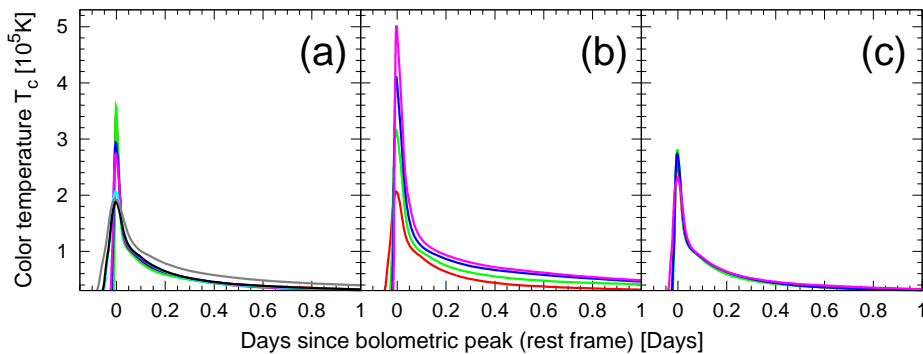 (a) (b) (c)
Color temperature T_c [10^5K]
5
4
3
2
1
0 0.2 0.4 0.6 0.8 1 0 0.2 0.4 0.6 0.8 1 0 0.2 0.4 0.6 0.8 1
Days since bolometric peak (rest frame) [Days]